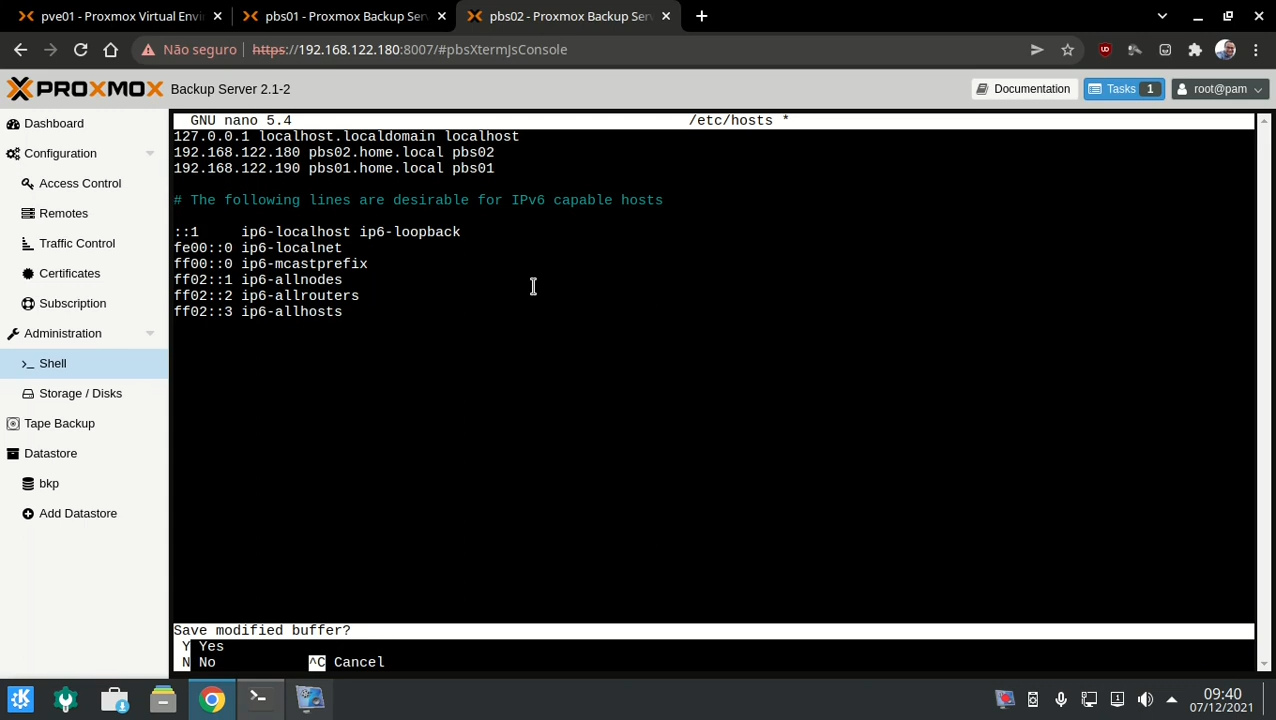 pve01 - Proxmox Virtual Envi
pbs01 - Proxmox Backup Serv
pbs02 - Proxmox Backup Serv
Não seguro
https://192.168.122.180:8007/#pbsXtermJsConsole
PROXMOX Backup Server 2.1-2
Documentation
Tasks 1
root@pam
Dashboard
Configuration
Access Control
Remotes
Traffic Control
Certificates
Subscription
Administration
Shell
Storage / Disks
Tape Backup
Datastore
bkp
Add Datastore
GNU nano 5.4 /etc/hosts *
127.0.0.1 localhost.localdomain localhost
192.168.122.180 pbs02.home.local pbs02
192.168.122.190 pbs01.home.local pbs01
# The following lines are desirable for IPv6 capable hosts
::1 ip6-localhost ip6-loopback
fe00::0 ip6-localnet
ff00::0 ip6-mcastprefix
ff02::1 ip6-allnodes
ff02::2 ip6-allrouters
ff02::3 ip6-allhosts
Save modified buffer?
Y Yes
N No ^C Cancel
09:40
07/12/2021